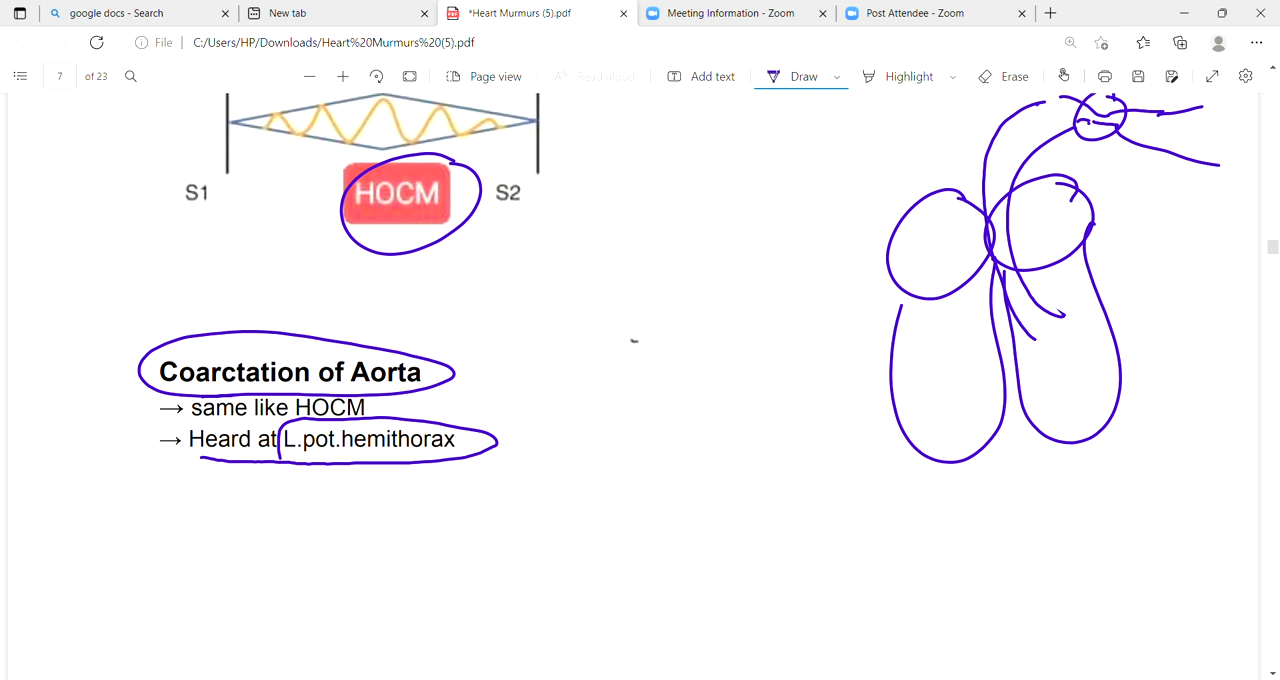 google docs - Search
New tab
*Heart Murmurs (5).pdf
Meeting Information - Zoom
Post Attendee - Zoom
File
C:/Users/HP/Downloads/Heart%20Murmurs%20(5).pdf
7 of 23
Page view
Read aloud
Add text
Draw
Highlight
Erase
S1
HOCM
S2
Coarctation of Aorta
→ same like HOCM
→ Heard at L.pot.hemithorax